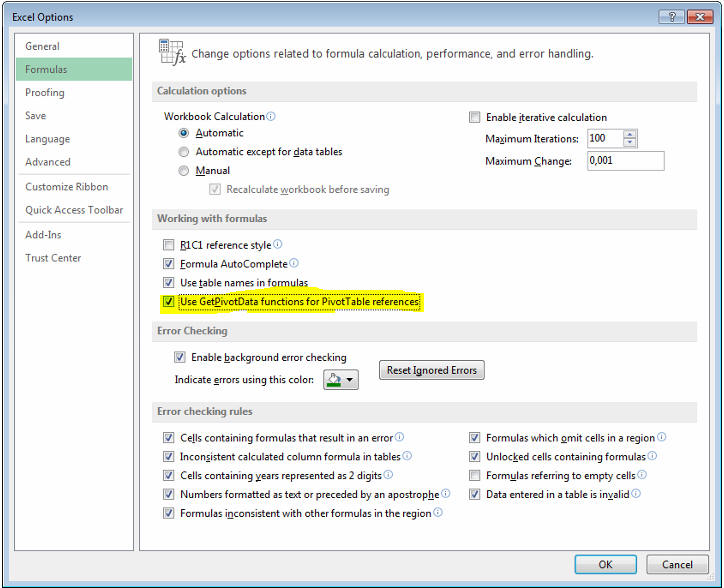 Excel Options
General
Formulas
Proofing
Save
Language
Advanced
Customize Ribbon
Quick Access Toolbar
Add-Ins
Trust Center
Change options related to formula calculation, performance, and error handling.
Calculation options
Workbook Calculation
Automatic
Automatic except for data tables
Manual
Recalculate workbook before saving
Enable iterative calculation
Maximum Iterations: 100
Maximum Change: 0,001
Working with formulas
R1C1 reference style
Formula AutoComplete
Use table names in formulas
Use GetPivotData functions for PivotTable references
Error Checking
Enable background error checking
Indicate errors using this color:
Reset Ignored Errors
Error checking rules
Cells containing formulas that result in an error
Inconsistent calculated column formula in tables
Cells containing years represented as 2 digits
Numbers formatted as text or preceded by an apostrophe
Formulas inconsistent with other formulas in the region
Formulas which omit cells in a region
Unlocked cells containing formulas
Formulas referring to empty cells
Data entered in a table is invalid
OK
Cancel